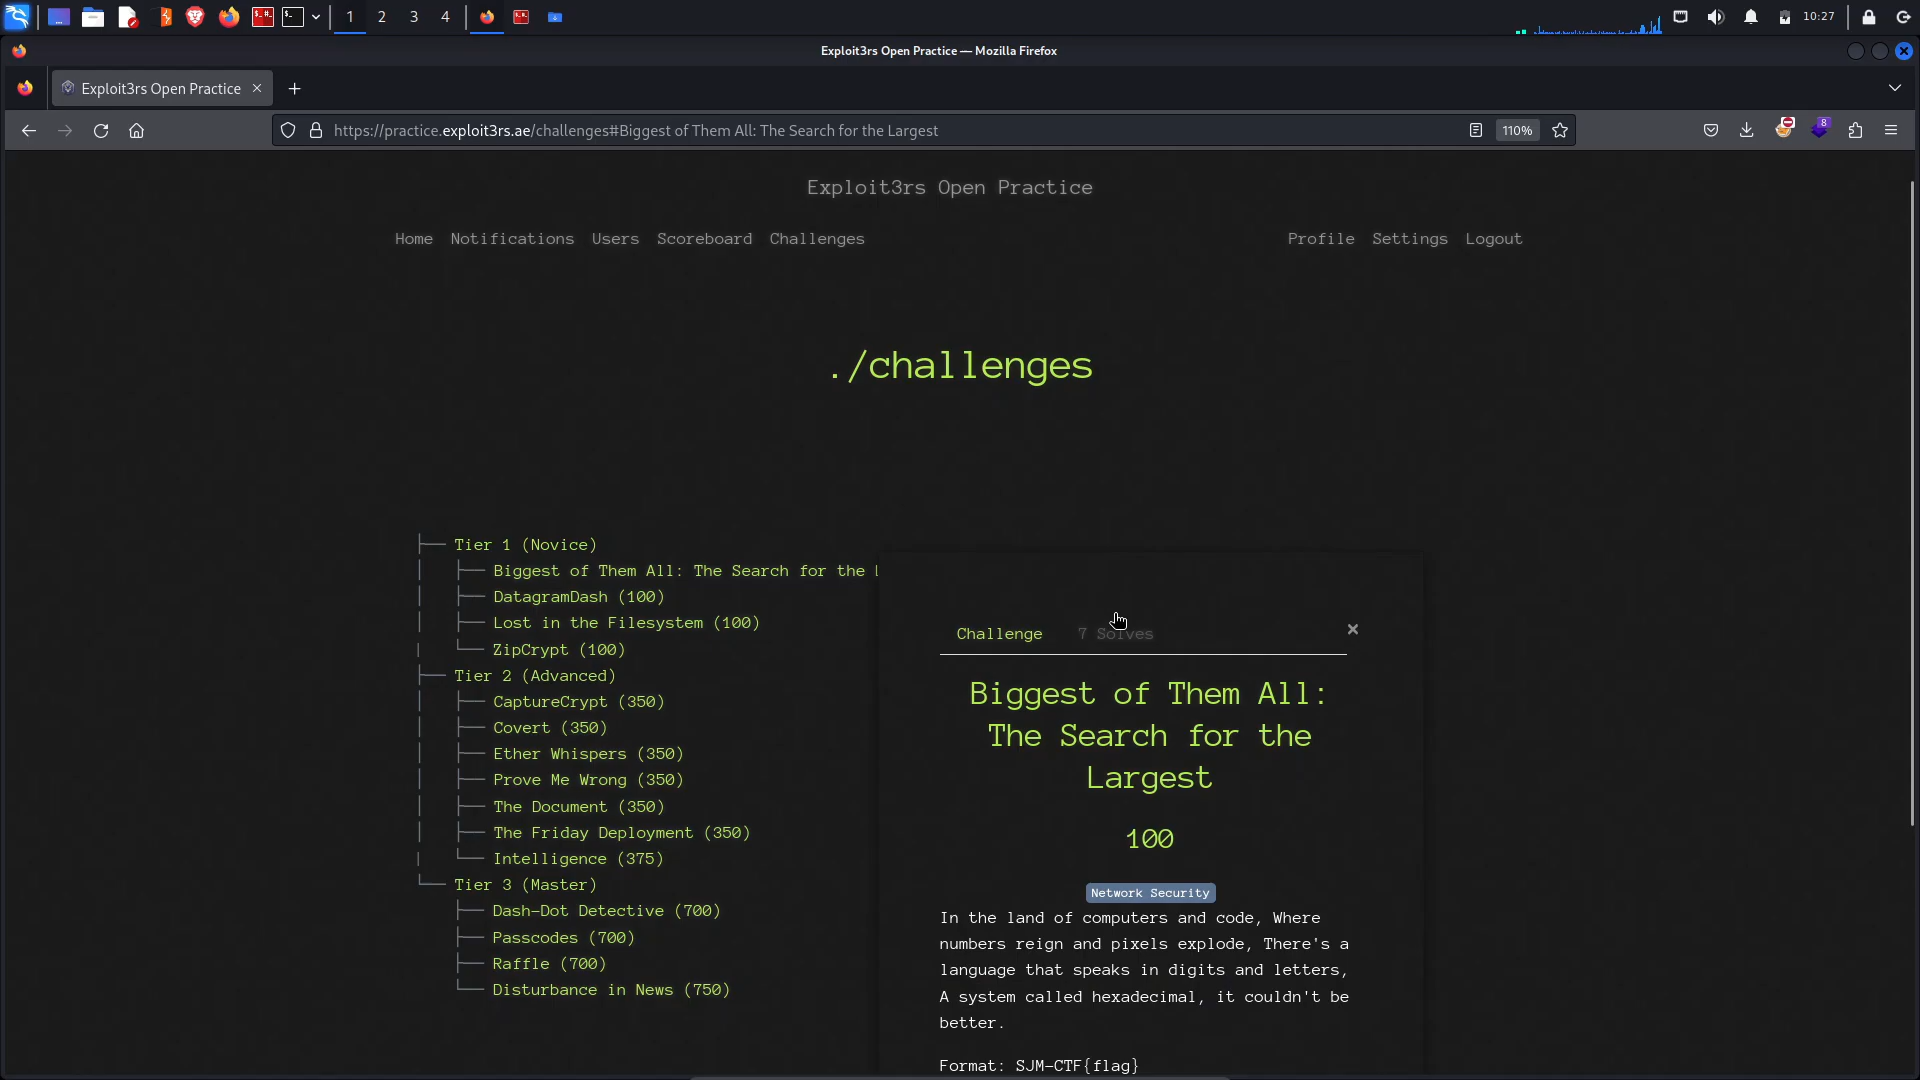 1
2
3
4
10:27
Exploit3rs Open Practice — Mozilla Firefox
Exploit3rs Open Practice
https://practice.exploit3rs.ae/challenges#Biggest of Them All: The Search for the Largest
110%
8
Exploit3rs Open Practice
Home Notifications Users Scoreboard Challenges
Profile Settings Logout
./challenges
Tier 1 (Novice)
Biggest of Them All: The Search for the
DatagramDash (100)
Lost in the Filesystem (100)
ZipCrypt (100)
Tier 2 (Advanced)
CaptureCrypt (350)
Covert (350)
Ether Whispers (350)
Prove Me Wrong (350)
The Document (350)
The Friday Deployment (350)
Intelligence (375)
Tier 3 (Master)
Dash-Dot Detective (700)
Passcodes (700)
Raffle (700)
Disturbance in News (750)
Challenge
7 Solves
Biggest of Them All:
The Search for the
Largest
100
Network Security
In the land of computers and code, Where
numbers reign and pixels explode, There's a
language that speaks in digits and letters,
A system called hexadecimal, it couldn't be
better.
Format: SJM-CTF{flag}